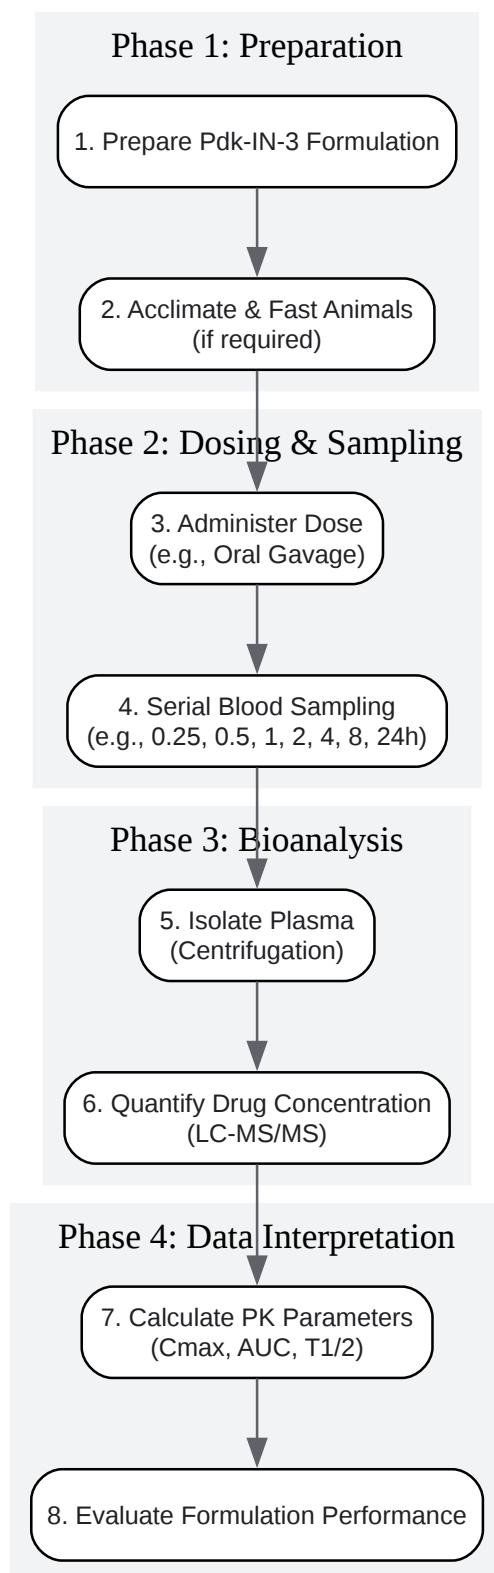 Phase 1: Preparation
1. Prepare Pdk-IN-3 Formulation
2. Acclimate & Fast Animals
(if required)
Phase 2: Dosing & Sampling
3. Administer Dose
(e.g., Oral Gavage)
4. Serial Blood Sampling
(e.g., 0.25, 0.5, 1, 2, 4, 8, 24h)
Phase 3: Bioanalysis
5. Isolate Plasma
(Centrifugation)
6. Quantify Drug Concentration
(LC-MS/MS)
Phase 4: Data Interpretation
7. Calculate PK Parameters
(Cmax, AUC, T1/2)
8. Evaluate Formulation Performance